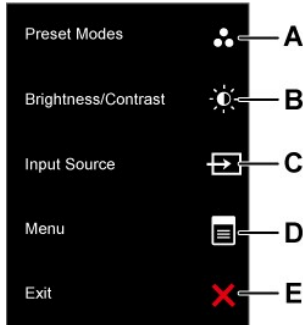 Preset Modes A
Brightness/Contrast B
Input Source C
Menu D
Exit E